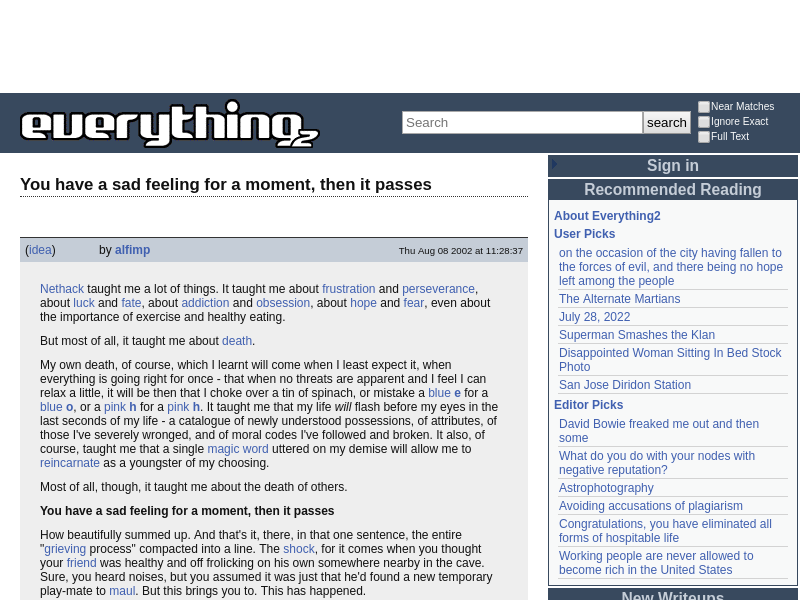 everything2
Search
search
Near Matches
Ignore Exact
Full Text
You have a sad feeling for a moment, then it passes
(idea) by alfimp Thu Aug 08 2002 at 11:28:37
Nethack taught me a lot of things. It taught me about frustration and perseverance,
about luck and fate, about addiction and obsession, about hope and fear, even about
the importance of exercise and healthy eating.
But most of all, it taught me about death.
My own death, of course, which I learnt will come when I least expect it, when
everything is going right for once - that when no threats are apparent and I feel I can
relax a little, it will be then that I choke over a tin of spinach, or mistake a blue e for a
blue o, or a pink h for a pink h. It taught me that my life will flash before my eyes in the
last seconds of my life - a catalogue of newly understood possessions, of attributes, of
those I've severely wronged, and of moral codes I've followed and broken. It also, of
course, taught me that a single magic word uttered on my demise will allow me to
reincarnate as a youngster of my choosing.
Most of all, though, it taught me about the death of others.
You have a sad feeling for a moment, then it passes
How beautifully summed up. And that's it, there, in that one sentence, the entire
"grieving process" compacted into a line. The shock, for it comes when you thought
your friend was healthy and off frolicking on his own somewhere nearby in the cave.
Sure, you heard noises, but you assumed it was just that he'd found a new temporary
play-mate to maul. But this brings you to. This has happened.
Sign in
Recommended Reading
About Everything2
User Picks
on the occasion of the city having fallen to
the forces of evil, and there being no hope
left among the people
The Alternate Martians
July 28, 2022
Superman Smashes the Klan
Disappointed Woman Sitting In Bed Stock
Photo
San Jose Diridon Station
Editor Picks
David Bowie freaked me out and then
some
What do you do with your nodes with
negative reputation?
Astrophotography
Avoiding accusations of plagiarism
Congratulations, you have eliminated all
forms of hospitable life
Working people are never allowed to
become rich in the United States
New Writeups